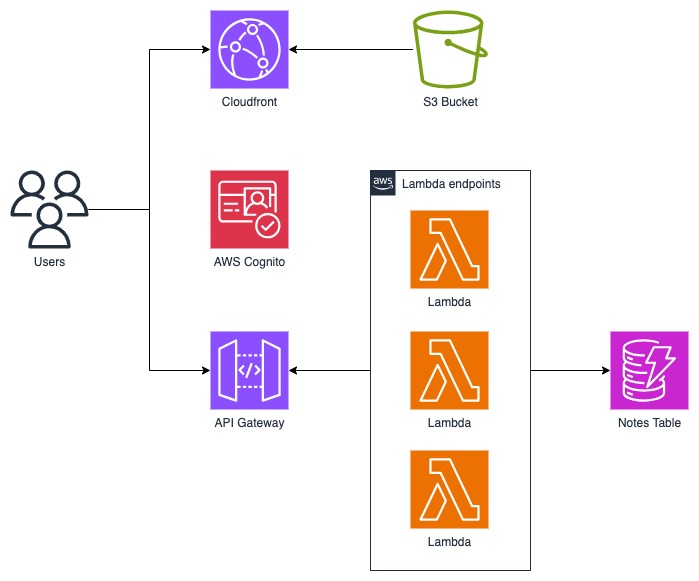 Cloudfront
S3 Bucket
Users
AWS Cognito
aws
Lambda endpoints
Lambda
</>
API Gateway
Lambda
Notes Table
Lambda